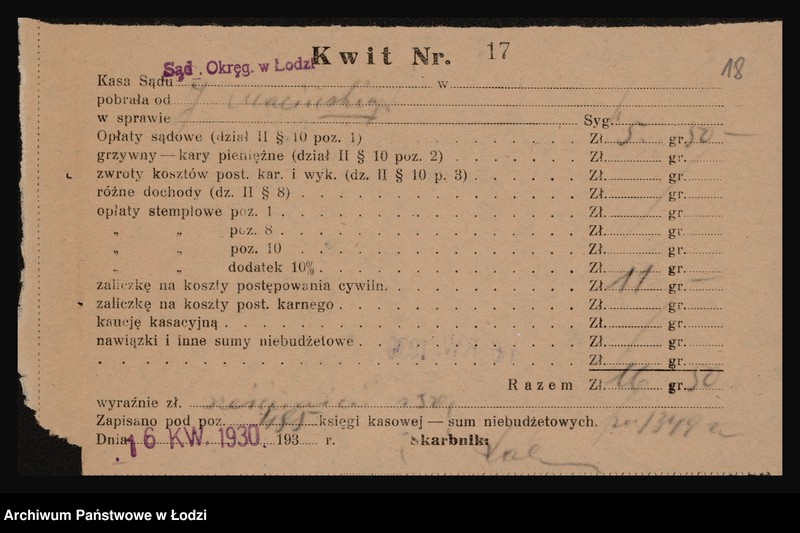 Kwit Nr. 17
18
Sąd. Okręg. w Łodzi
Kasa Sądu w
pobrała od J
w sprawie Syg.
Opłaty sądowe (dział II § 10 poz. 1) Zł. 5 gr. 50 —
grzywny — kary pieniężne (dział II § 10 poz. 2) Zł. gr.
zwroty kosztów post. kar. i wyk. (dz. II § 10 p. 3) Zł. gr.
różne dochody (dz. II § 8) Zł. gr.
opłaty stemplowe poz. 1 Zł. gr.
„ „ poz. 8 Zł. gr.
„ „ poz. 10 Zł. gr.
„ „ dodatek 10% Zł. gr.
zaliczkę na koszty postępowania cywiln. Zł. 11 gr. —
zaliczkę na koszty post. karnego Zł. gr.
kaucję kasacyjną Zł. gr.
nawiązki i inne sumy niebudżetowe Zł. gr.
Zł. gr.
Razem Zł. 16 gr. 50
wyraźnie zł.
Zapisano pod poz. księgi kasowej — sum niebudżetowych.
Dnia 16 KW. 1930. 193 r. Skarbnik:
Archiwum Państwowe w Łodzi